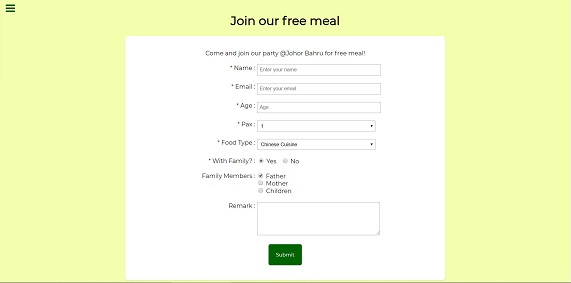 Join our free meal
Come and join our party @Johor Bahru for free meal!
* Name : Enter your name
* Email : Enter your email
* Age : Age
* Pax : 1
* Food Type : Chinese Cuisine
* With Family? : Yes No
Family Members : Father
Mother
Children
Remark :
Submit